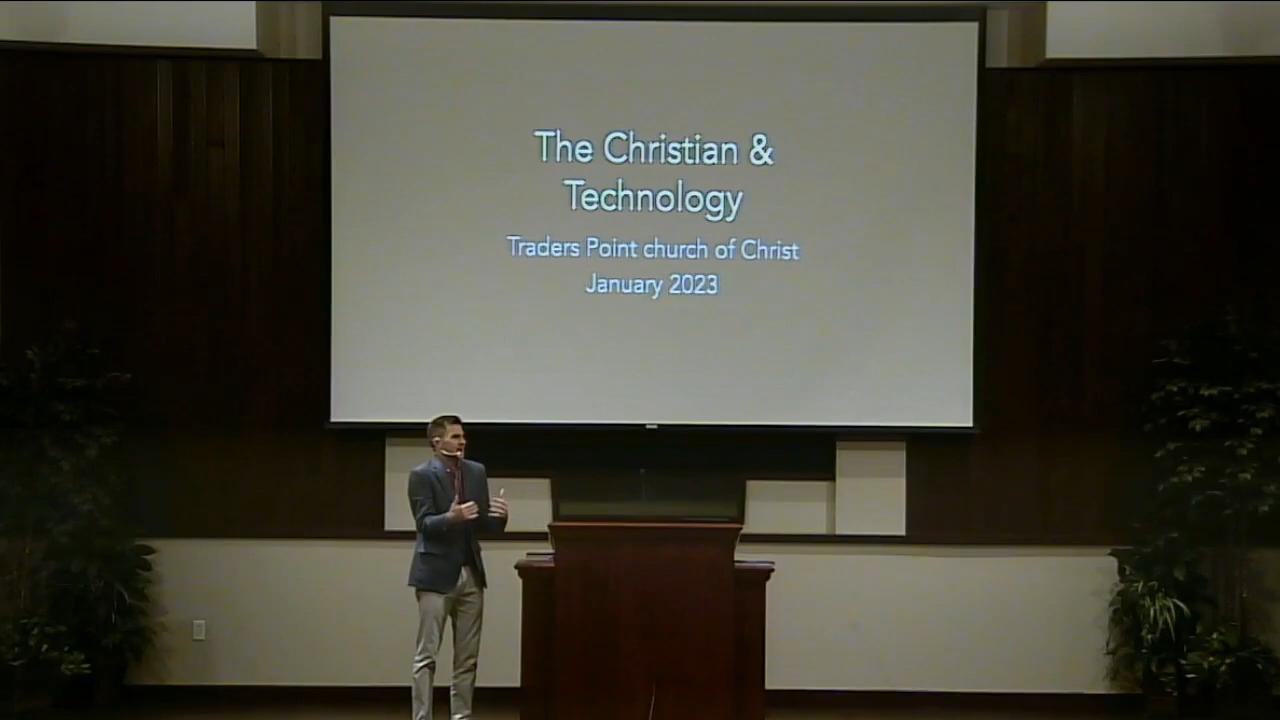 The Christian &
Technology
Traders Point church of Christ
January 2023